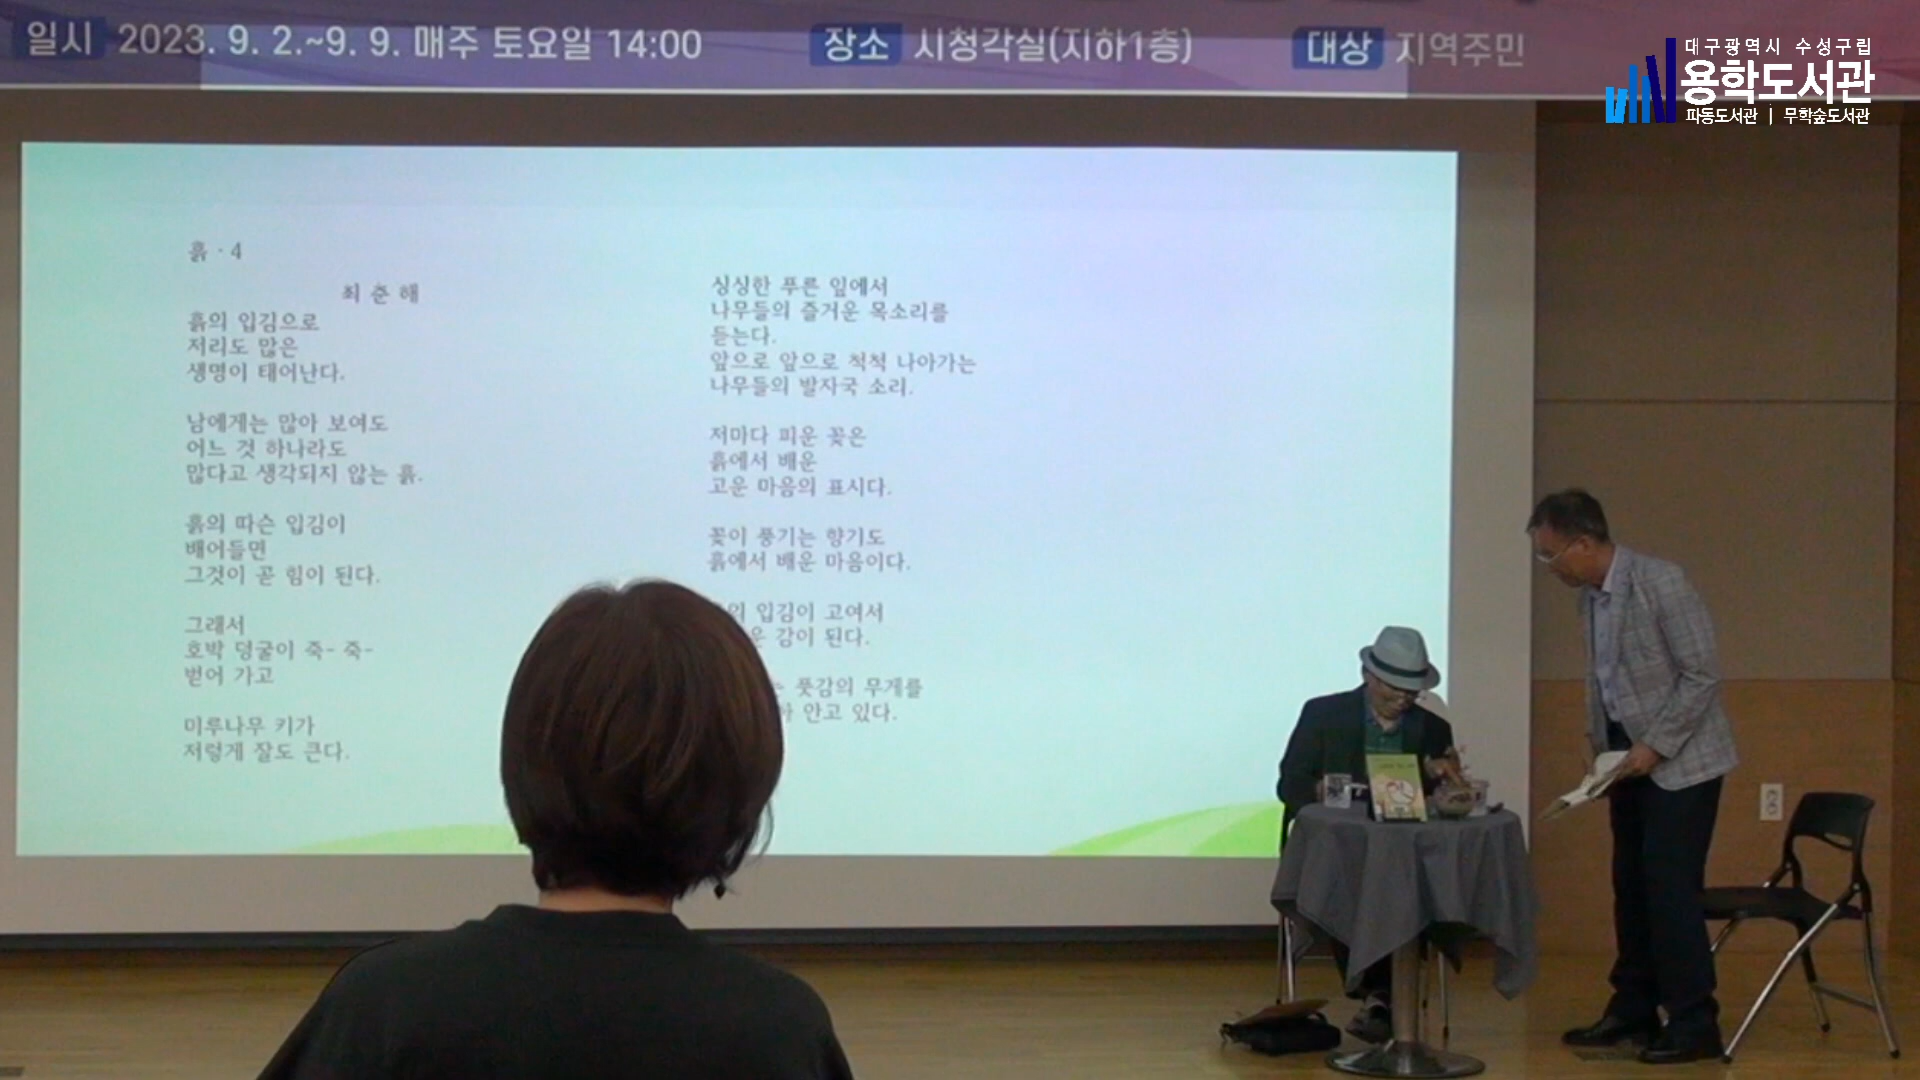 일시 2023. 9. 2.~9. 9. 매주 토요일 14:00 장소 시청각실(지하1층) 대상 지역주민
대구광역시 수성구립
용학도서관
파동도서관 | 무학숲도서관
흙·4
최 춘 해
흙의 입김으로
저리도 많은
생명이 태어난다.
남에게는 많아 보여도
어느 것 하나라도
많다고 생각되지 않는 흙.
흙의 따슨 입김이
배어들면
그것이 곧 힘이 된다.
그래서
호박 덩굴이 죽- 죽-
벋어 가고
미루나무 키가
저렇게 잘도 큰다.
싱싱한 푸른 잎에서
나무들의 즐거운 목소리를
듣는다.
앞으로 앞으로 척척 나아가는
나무들의 발자국 소리.
저마다 피운 꽃은
흙에서 배운
고운 마음의 표시다.
꽃이 풍기는 향기도
흙에서 배운 마음이다.
입김이 고여서
감이 된다.
풋감의 무게를
안고 있다.